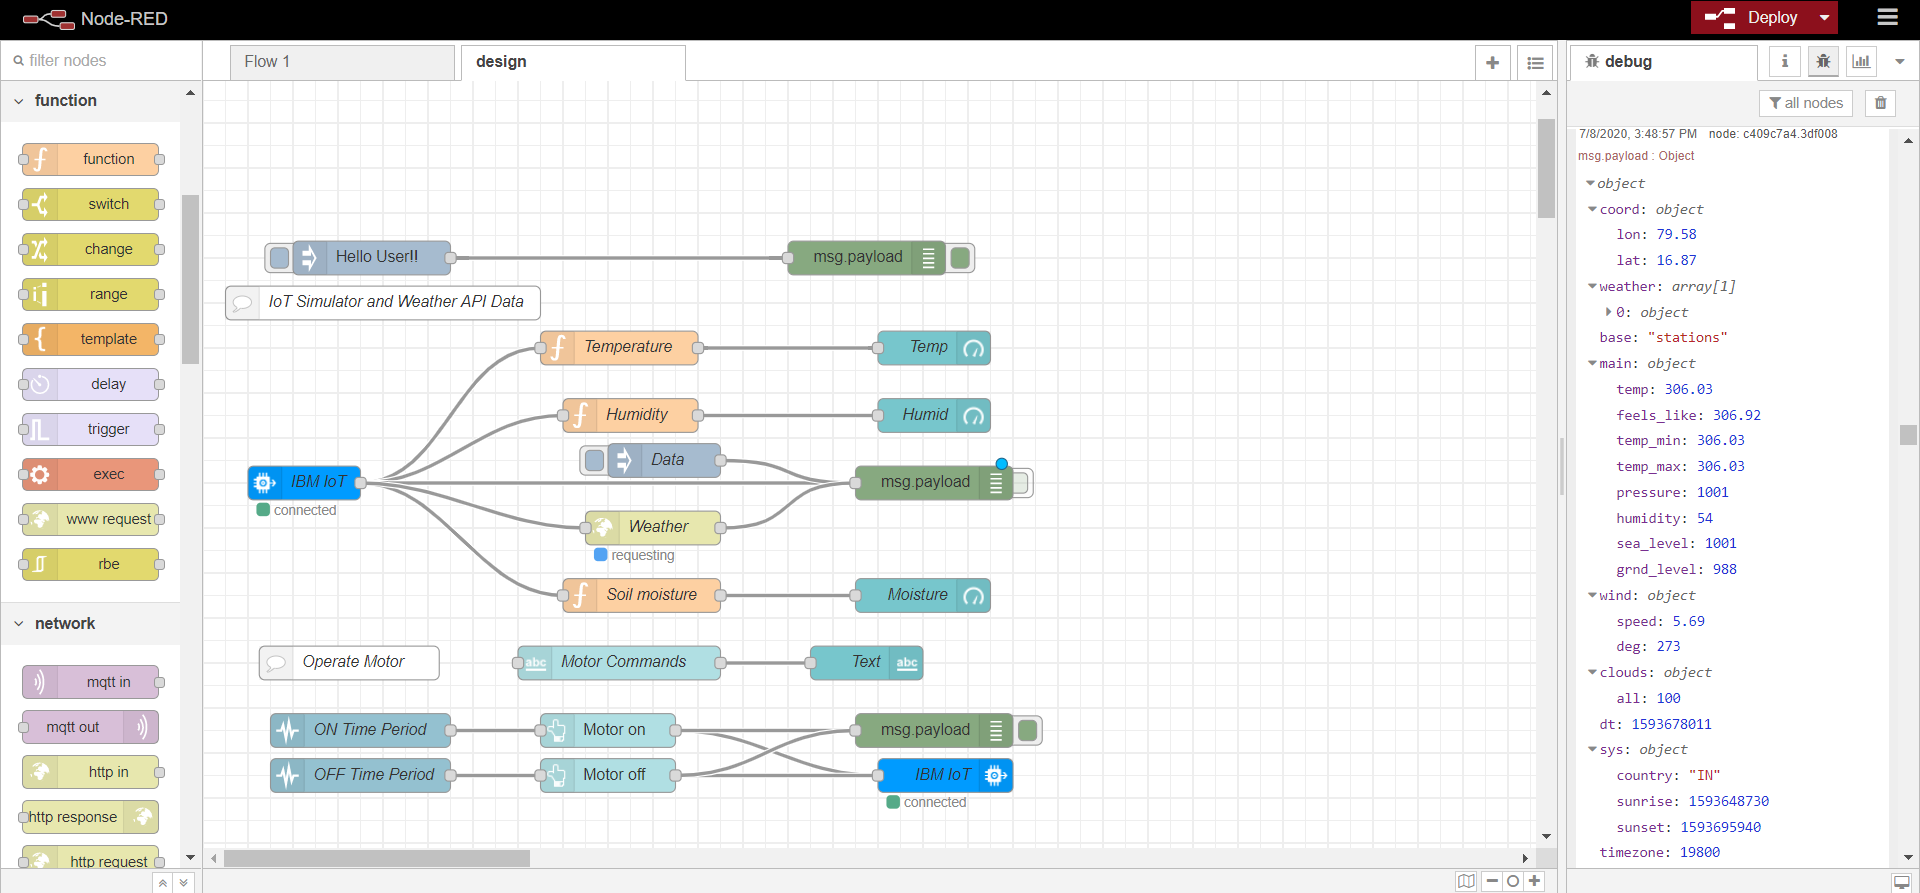 Node-RED
Deploy
filter nodes
Flow 1
design
debug
i
all nodes
function
function
switch
change
range
template
delay
trigger
exec
www request
rbe
network
mqtt in
mqtt out
http in
http response
http request
Hello User!!
msg.payload
IoT Simulator and Weather API Data
Temperature
Temp
Humidity
Humid
Data
IBM IoT
msg.payload
connected
Weather
requesting
Soil moisture
Moisture
Operate Motor
abc
Motor Commands
Text
abc
ON Time Period
Motor on
msg.payload
OFF Time Period
Motor off
IBM IoT
connected
7/8/2020, 3:48:57 PM node: c409c7a4.3df008
msg.payload : Object
object
coord: object
lon: 79.58
lat: 16.87
weather: array[1]
0: object
base: "stations"
main: object
temp: 306.03
feels_like: 306.92
temp_min: 306.03
temp_max: 306.03
pressure: 1001
humidity: 54
sea_level: 1001
grnd_level: 988
wind: object
speed: 5.69
deg: 273
clouds: object
all: 100
dt: 1593678011
sys: object
country: "IN"
sunrise: 1593648730
sunset: 1593695940
timezone: 19800